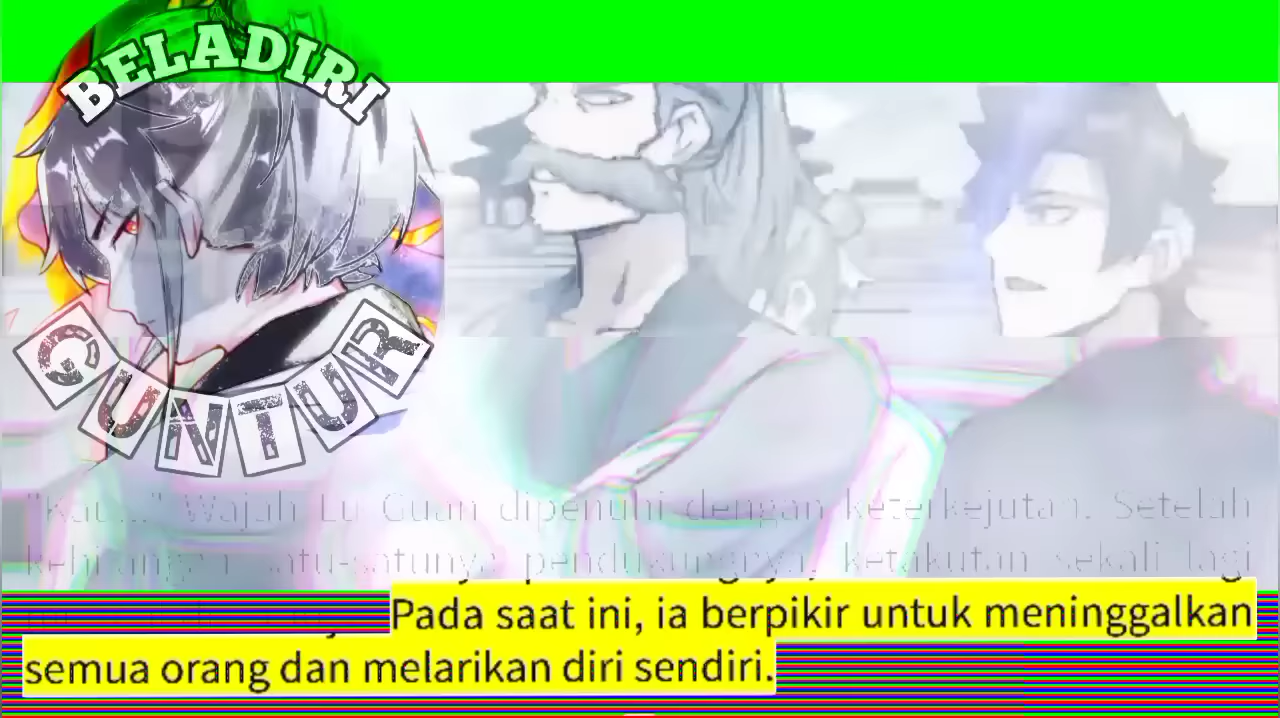 BELADIRI
GUNTUR
"Kau..." Wajah Lu Guan dipenuhi dengan keterkejutan. Setelah
kehilangan satu-satunya pendukungnya, ketakutan sekali lagi
Pada saat ini, ia berpikir untuk meninggalkan
semua orang dan melarikan diri sendiri.